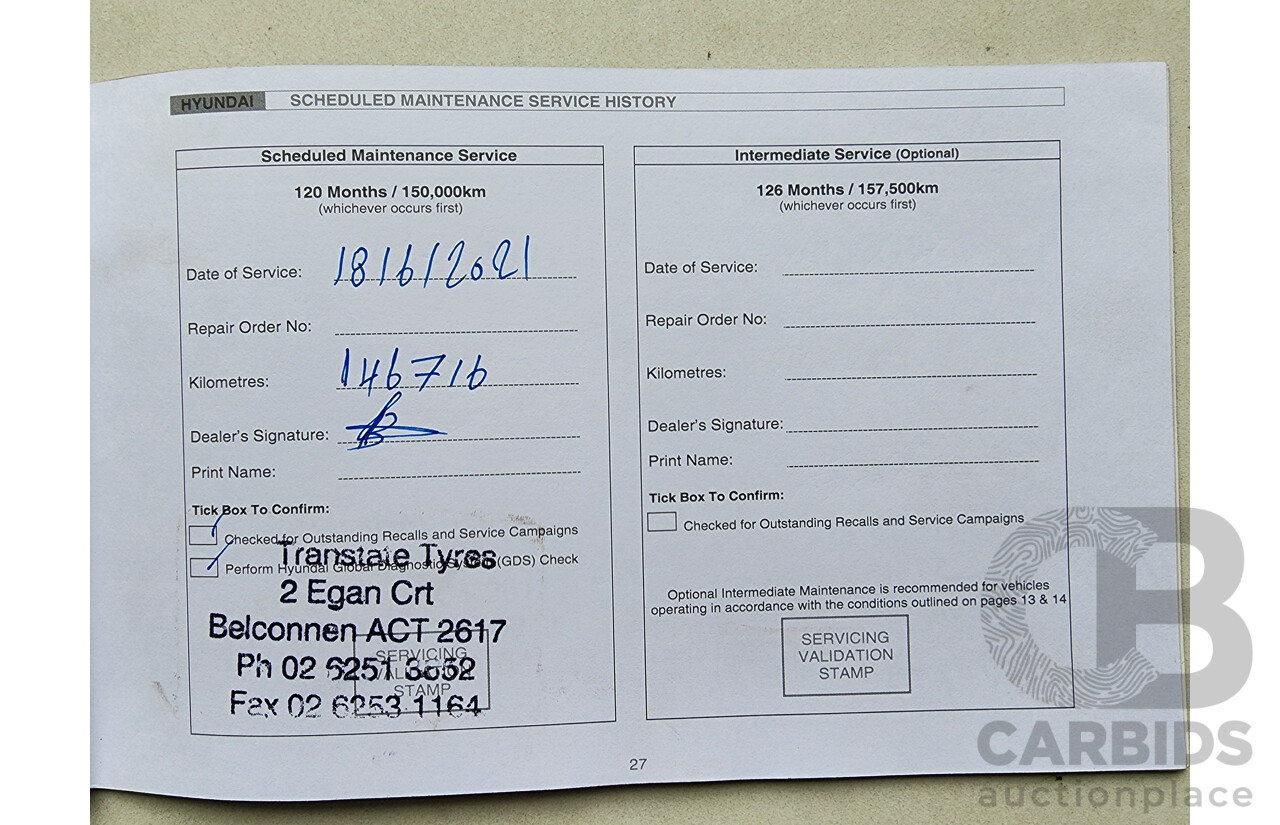 HYUNDAI SCHEDULED MAINTENANCE SERVICE HISTORY
Scheduled Maintenance Service
120 Months / 150,000km
(whichever occurs first)
Date of Service: 18/6/2021
Repair Order No:
Kilometres: 146716
Dealer's Signature:
Print Name:
Tick Box To Confirm:
Checked for Outstanding Recalls and Service Campaigns
Perform Hyundai Global Diagnostic System (GDS) Check
Transtate Tyres
2 Egan Crt
Belconnen ACT 2617
Ph 02 6251
Fax 02 6253 1164
SERVICING
VALIDATION
STAMP
Intermediate Service (Optional)
126 Months / 157,500km
(whichever occurs first)
Date of Service:
Repair Order No:
Kilometres:
Dealer's Signature:
Print Name:
Tick Box To Confirm:
Checked for Outstanding Recalls and Service Campaigns
Optional Intermediate Maintenance is recommended for vehicles
operating in accordance with the conditions outlined on pages 13 & 14
SERVICING
VALIDATION
STAMP
27
CB
CARBIDS
auctionplace